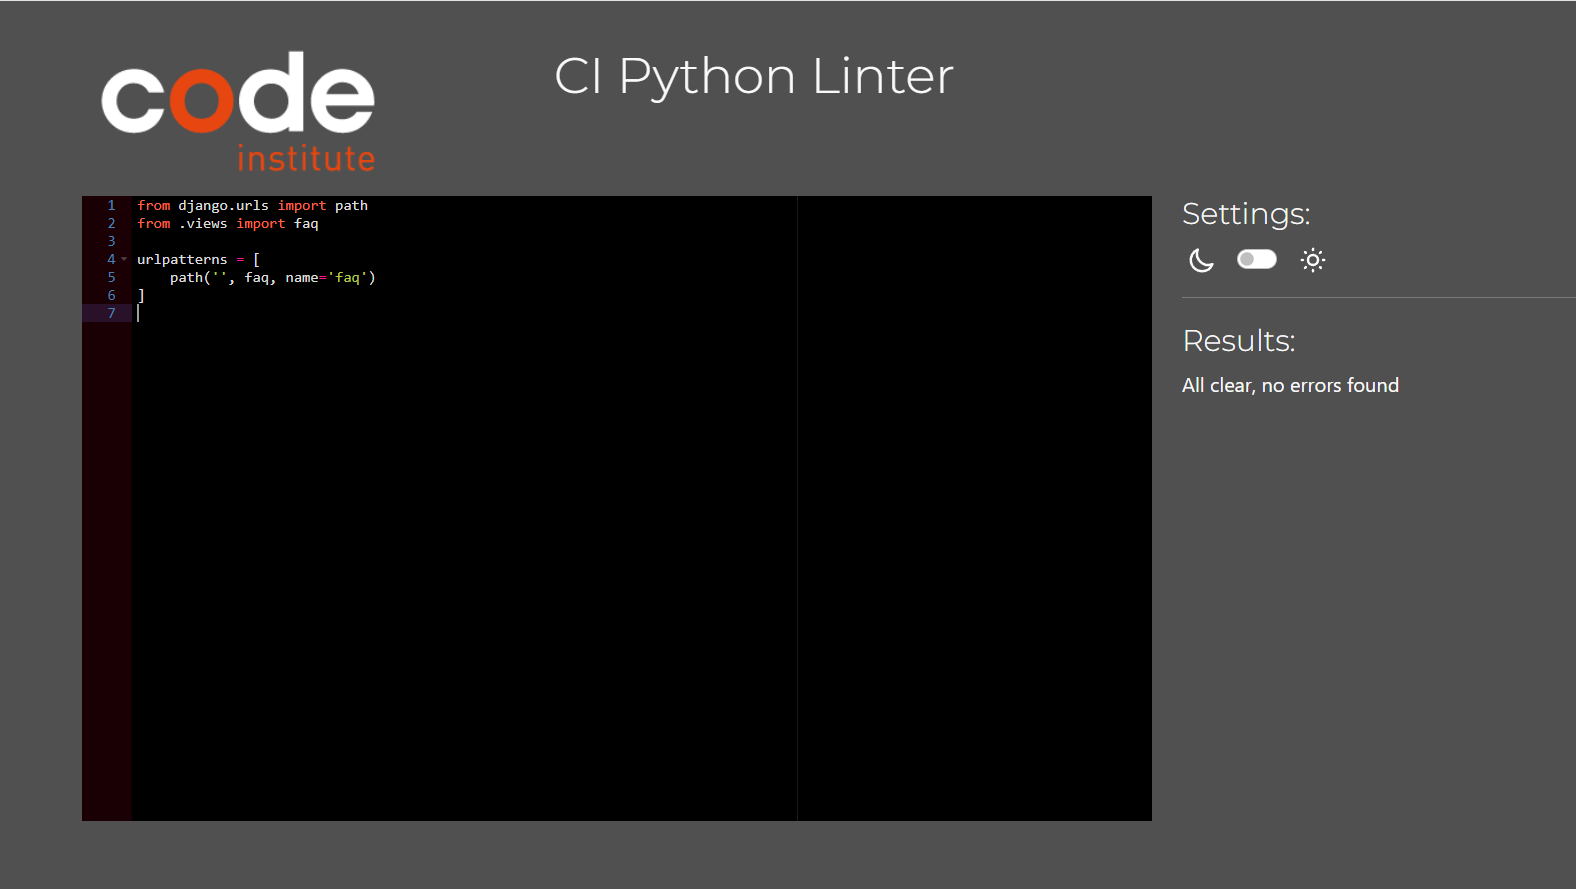 code
institute
CI Python Linter
1 from django.urls import path
2 from .views import faq
3
4 urlpatterns = [
5     path('', faq, name='faq')
6 ]
7
Settings:
Results:
All clear, no errors found